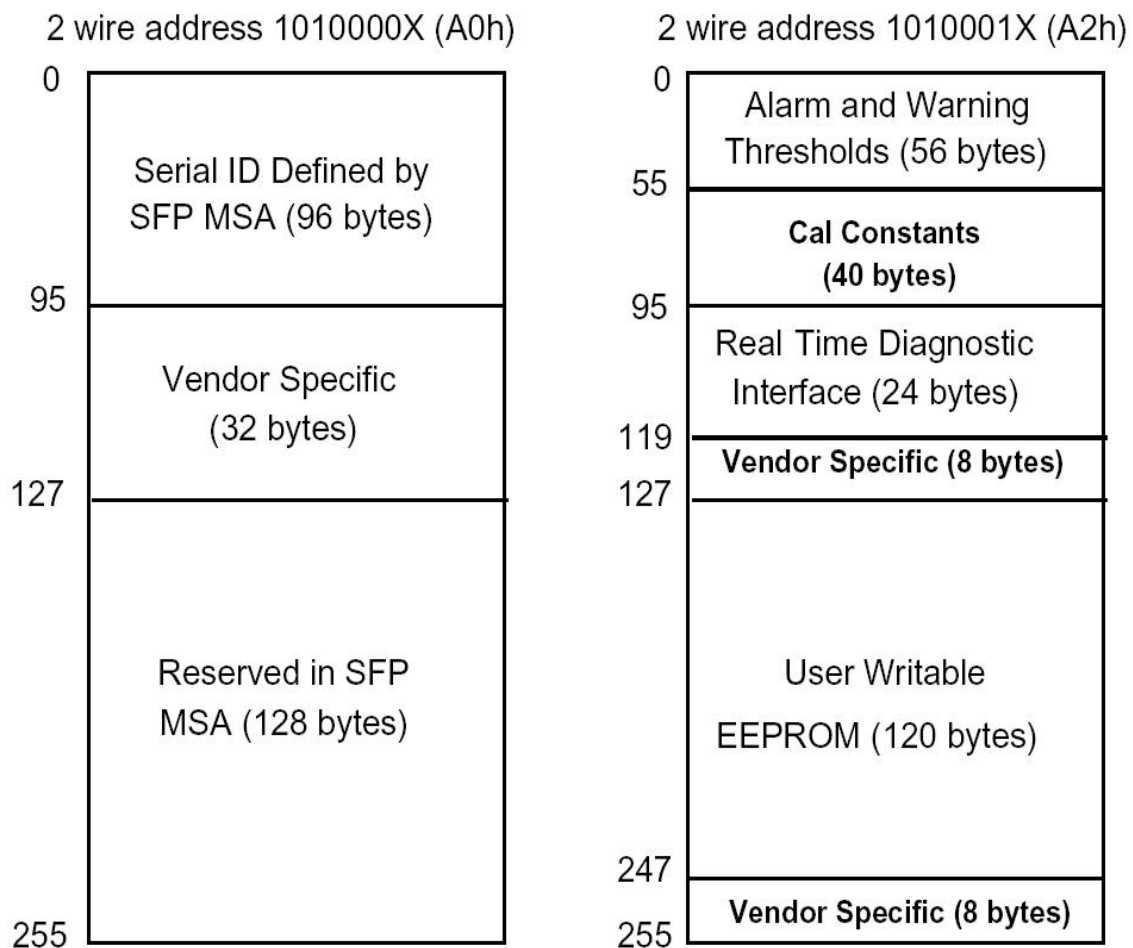 2 wire address 1010000X (A0h)
0
Serial ID Defined by
SFP MSA (96 bytes)
95
Vendor Specific
(32 bytes)
127
Reserved in SFP
MSA (128 bytes)
255
2 wire address 1010001X (A2h)
0
Alarm and Warning
Thresholds (56 bytes)
55
Cal Constants
(40 bytes)
95
Real Time Diagnostic
Interface (24 bytes)
119
Vendor Specific (8 bytes)
127
User Writable
EEPROM (120 bytes)
247
Vendor Specific (8 bytes)
255